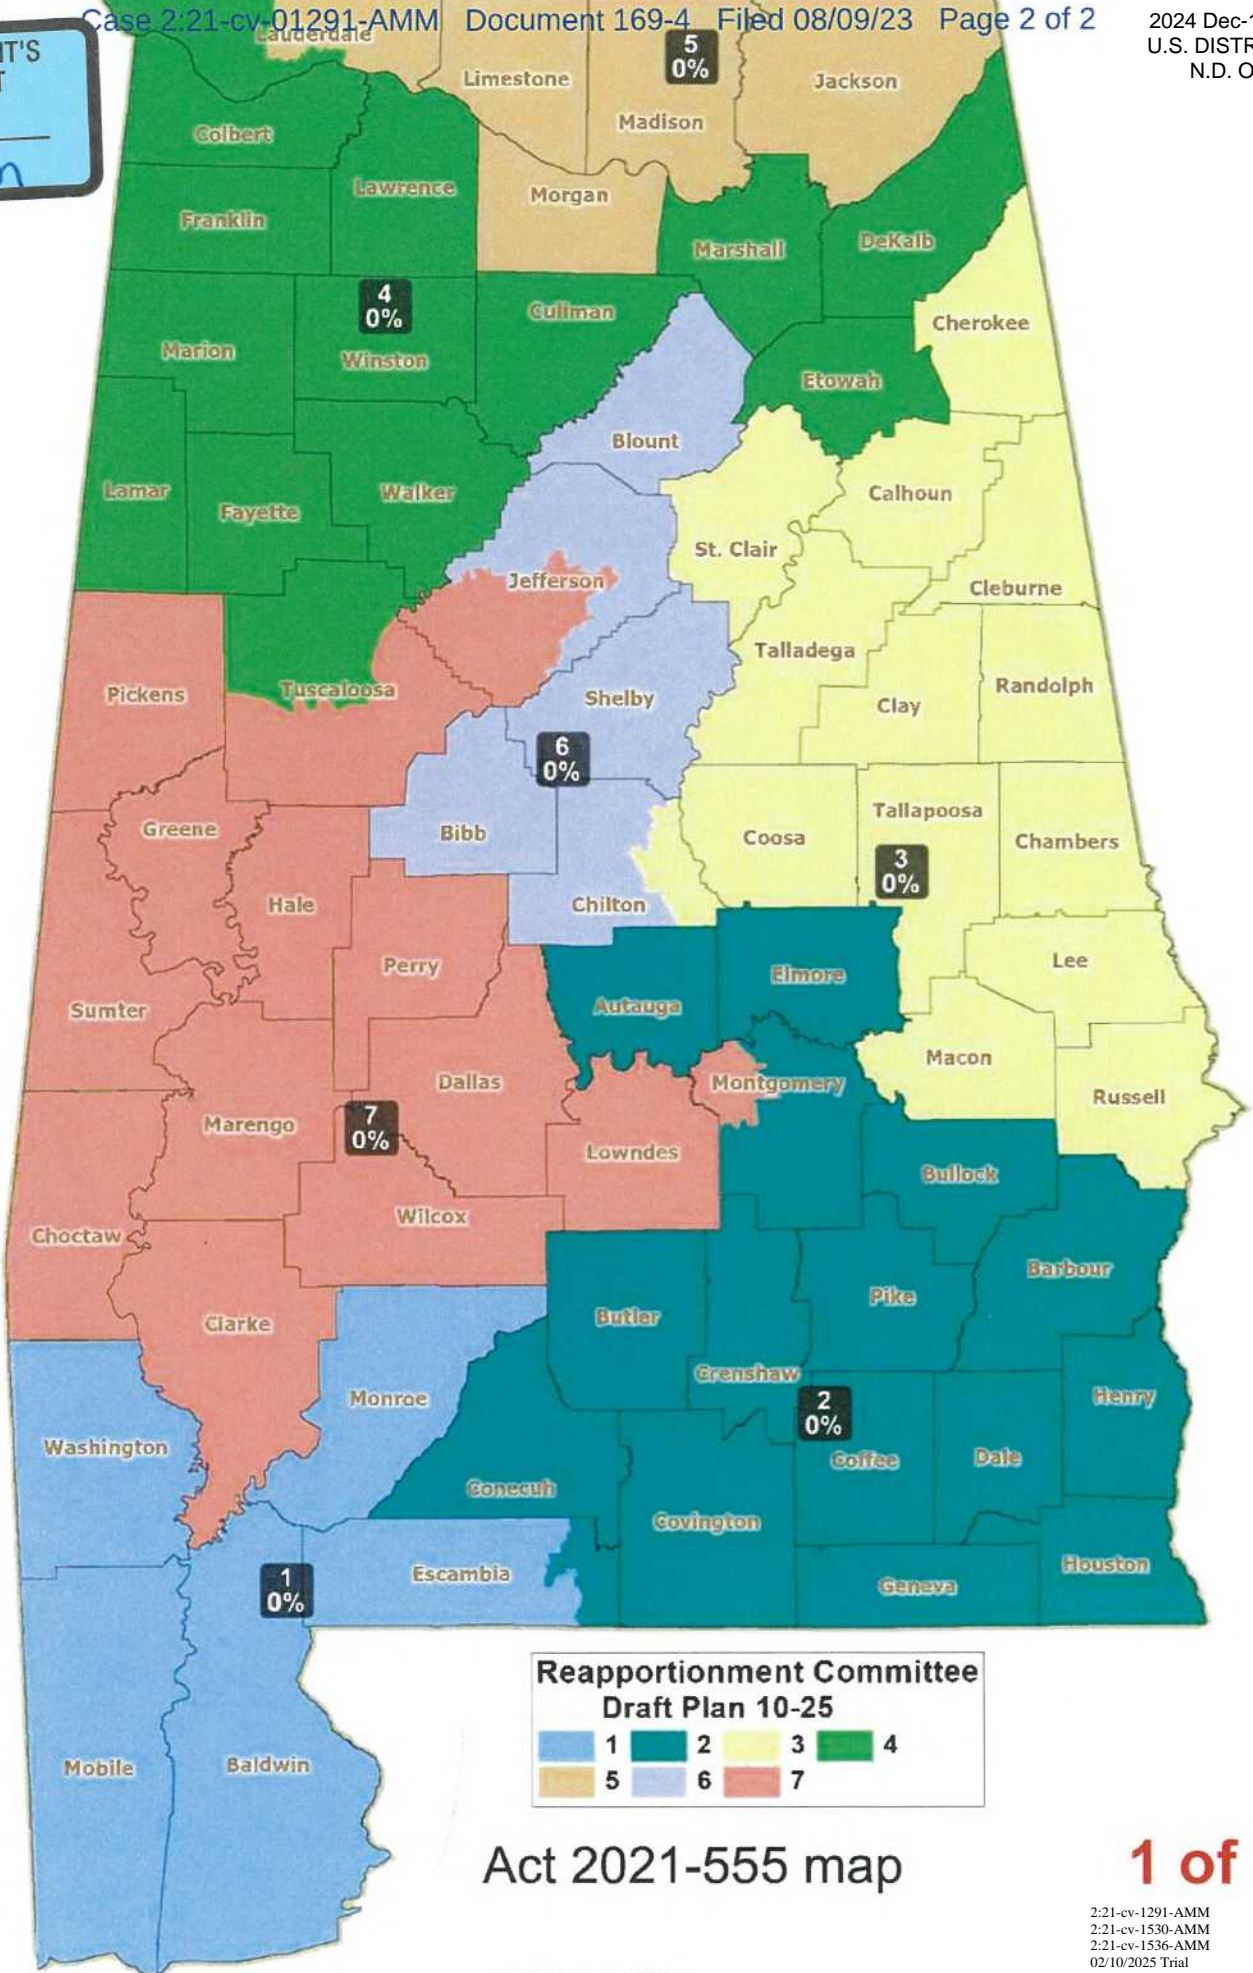 Case 2:21-cv-01291-AMM Document 169-4 Filed 08/09/23 Page 2 of 2
2024 Dec-1
U.S. DISTR
N.D. O
IT'S
T
Lauderdale
Limestone
5
0%
Madison
Jackson
Colbert
Lawrence
Morgan
Franklin
Marshall
DeKalb
4
0%
Cullman
Cherokee
Marion
Winston
Etowah
Blount
Lamar
Fayette
Walker
Calhoun
St. Clair
Jefferson
Cleburne
Talladega
Pickens
Tuscaloosa
Shelby
Clay
Randolph
6
0%
Greene
Bibb
Coosa
Tallapoosa
Chambers
3
0%
Hale
Chilton
Perry
Elmore
Lee
Sumter
Autauga
Macon
Dallas
Montgomery
Russell
Marengo
7
0%
Lowndes
Bullock
Choctaw
Wilcox
Barbour
Clarke
Butler
Pike
Crenshaw
Monroe
Henry
2
0%
Washington
Coffee
Dale
Conecuh
Covington
Escambia
Houston
1
0%
Geneva
Reapportionment Committee
Draft Plan 10-25
1 2 3 4
5 6 7
Mobile
Baldwin
Act 2021-555 map
1 of
2:21-cv-1291-AMM
2:21-cv-1530-AMM
2:21-cv-1536-AMM
02/10/2025 Trial